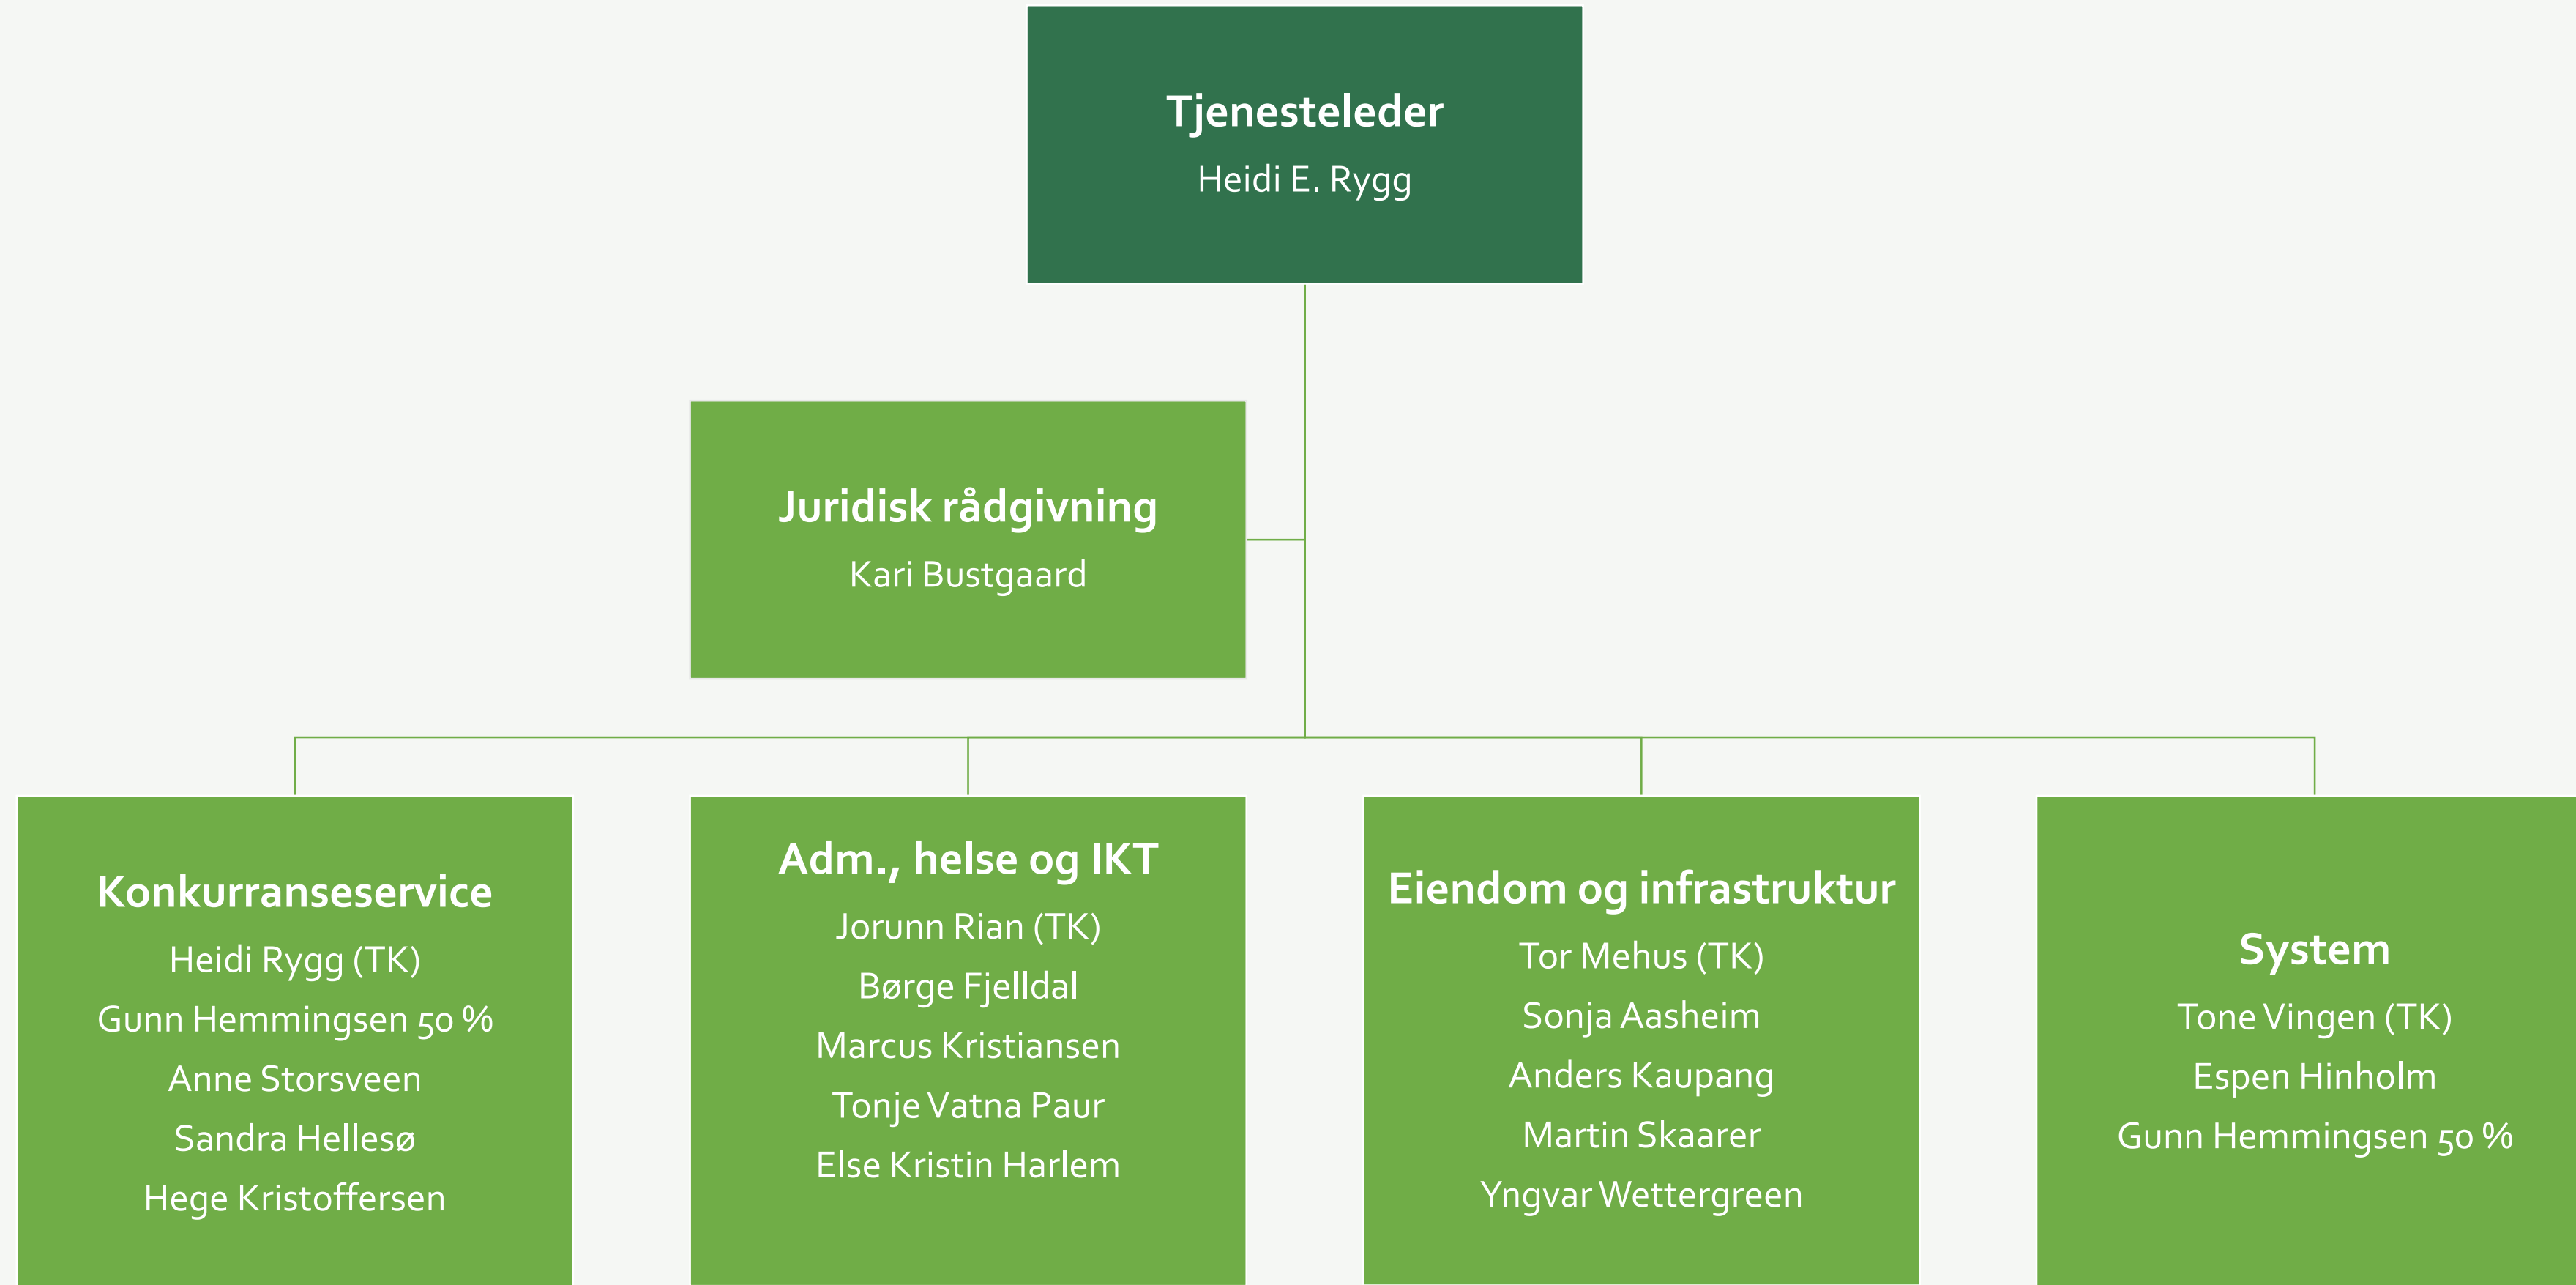 Tjenesteleder
Heidi E. Rygg
Juridisk rådgivning
Kari Bustgaard
Konkurranseservice
Heidi Rygg (TK)
Gunn Hemmingsen 50 %
Anne Storsveen
Sandra Hellesø
Hege Kristoffersen
Adm., helse og IKT
Jorunn Rian (TK)
Børge Fjelldal
Marcus Kristiansen
Tonje Vatna Paur
Else Kristin Harlem
Eiendom og infrastruktur
Tor Mehus (TK)
Sonja Aasheim
Anders Kaupang
Martin Skaarer
Yngvar Wettergreen
System
Tone Vingen (TK)
Espen Hinholm
Gunn Hemmingsen 50 %